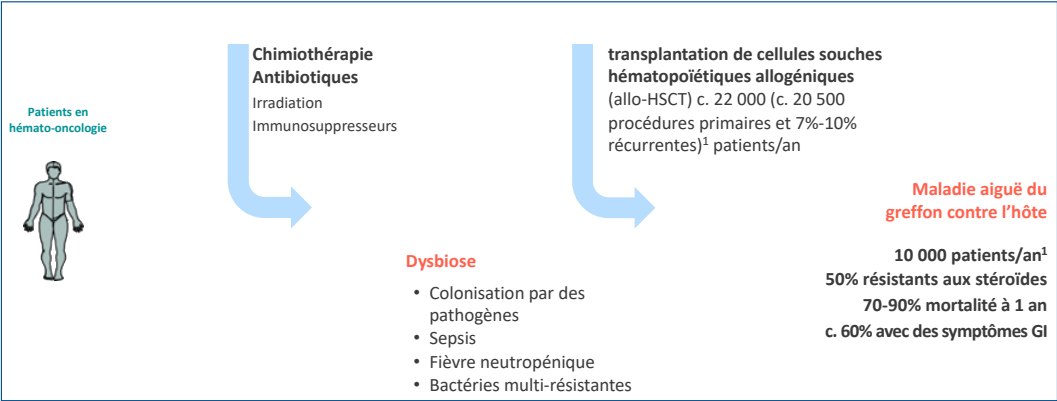 Patients en
hémato-oncologie
Chimiothérapie
Antibiotiques
Irradiation
Immunosuppresseurs
Dysbiose
• Colonisation par des
pathogènes
• Sepsis
• Fièvre neutropénique
• Bactéries multi-résistantes
transplantation de cellules souches
hématopoïétiques allogéniques
(allo-HSCT) c. 22 000 (c. 20 500
procédures primaires et 7%-10%
récurrentes)¹ patients/an
Maladie aiguë du
greffon contre l’hôte
10 000 patients/an¹
50% résistants aux stéroïdes
70-90% mortalité à 1 an
c. 60% avec des symptômes GI